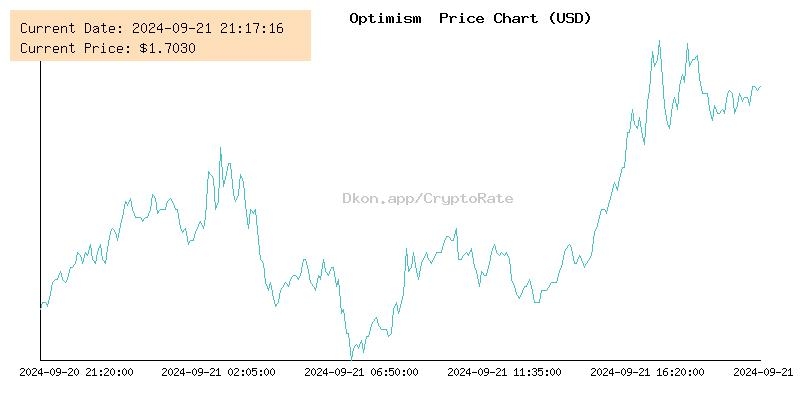 Optimism  Price Chart (USD)
Current Date: 2024-09-21 21:17:16
Current Price: $1.7030
Dkon.app/CryptoRate
2024-09-20 21:20:00 2024-09-21 02:05:00 2024-09-21 06:50:00 2024-09-21 11:35:00 2024-09-21 16:20:00 2024-09-21